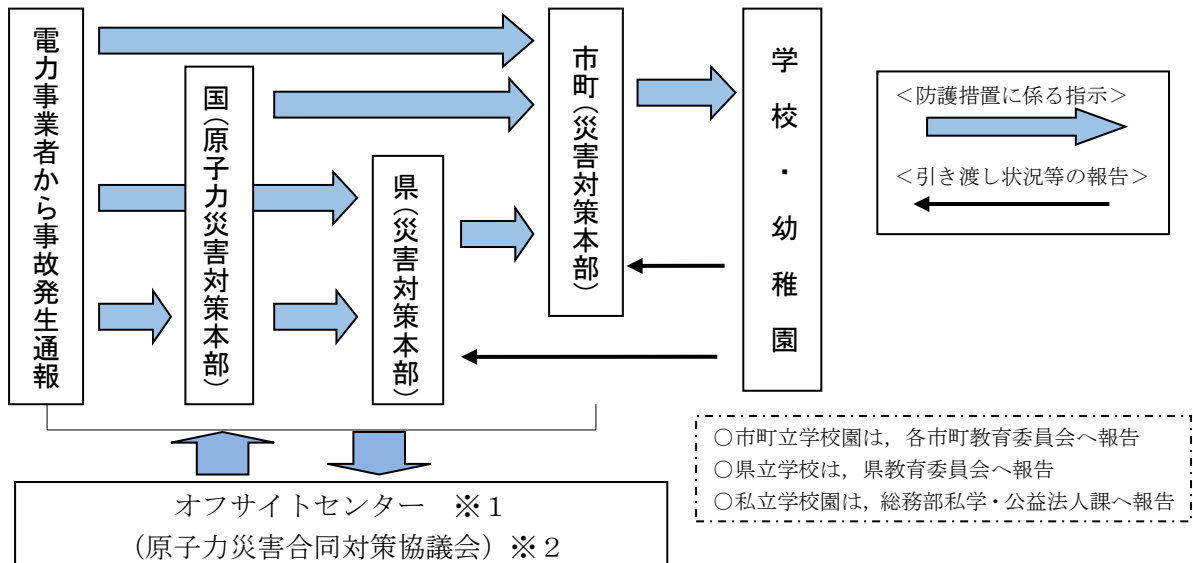 電力事業者から事故発生通報
国(原子力災害対策本部)
県(災害対策本部)
市町(災害対策本部)
学校・幼稚園
＜防護措置に係る指示＞
＜引き渡し状況等の報告＞
○市町立学校園は，各市町教育委員会へ報告
○県立学校は，県教育委員会へ報告
○私立学校園は，総務部私学・公益法人課へ報告
オフサイトセンター　※１
（原子力災害合同対策協議会）※２